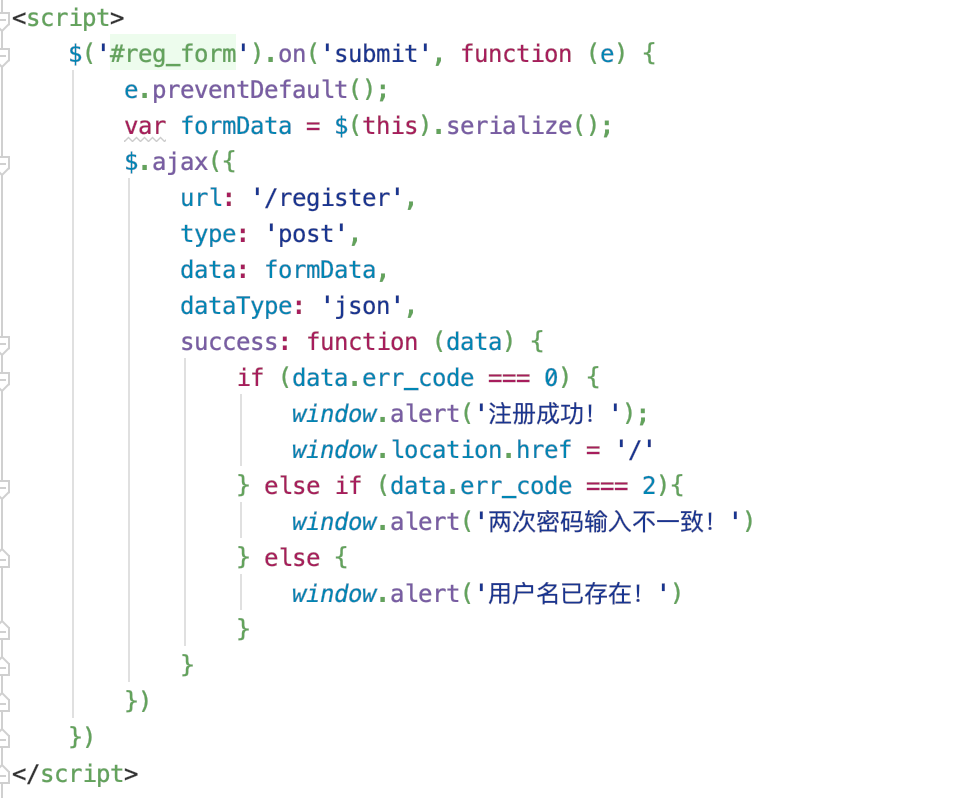 <script>
    $('#reg_form').on('submit', function (e) {
        e.preventDefault();
        var formData = $(this).serialize();
        $.ajax({
            url: '/register',
            type: 'post',
            data: formData,
            dataType: 'json',
            success: function (data) {
                if (data.err_code === 0) {
                    window.alert('注册成功！');
                    window.location.href = '/'
                } else if (data.err_code === 2){
                    window.alert('两次密码输入不一致！')
                } else {
                    window.alert('用户名已存在！')
                }
            }
        })
    })
</script>